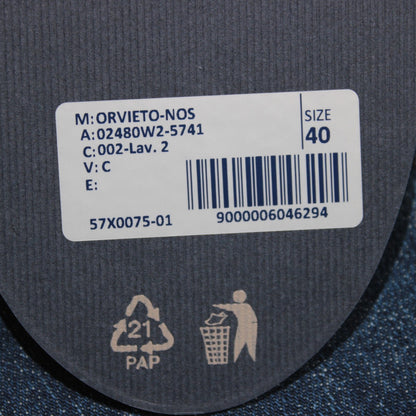 M: ORVIETO-NOS
A: 02480W2-5741
C: 002-Lav. 2
V: C
E:
SIZE
40
57X0075-01
9000006046294
21
PAP